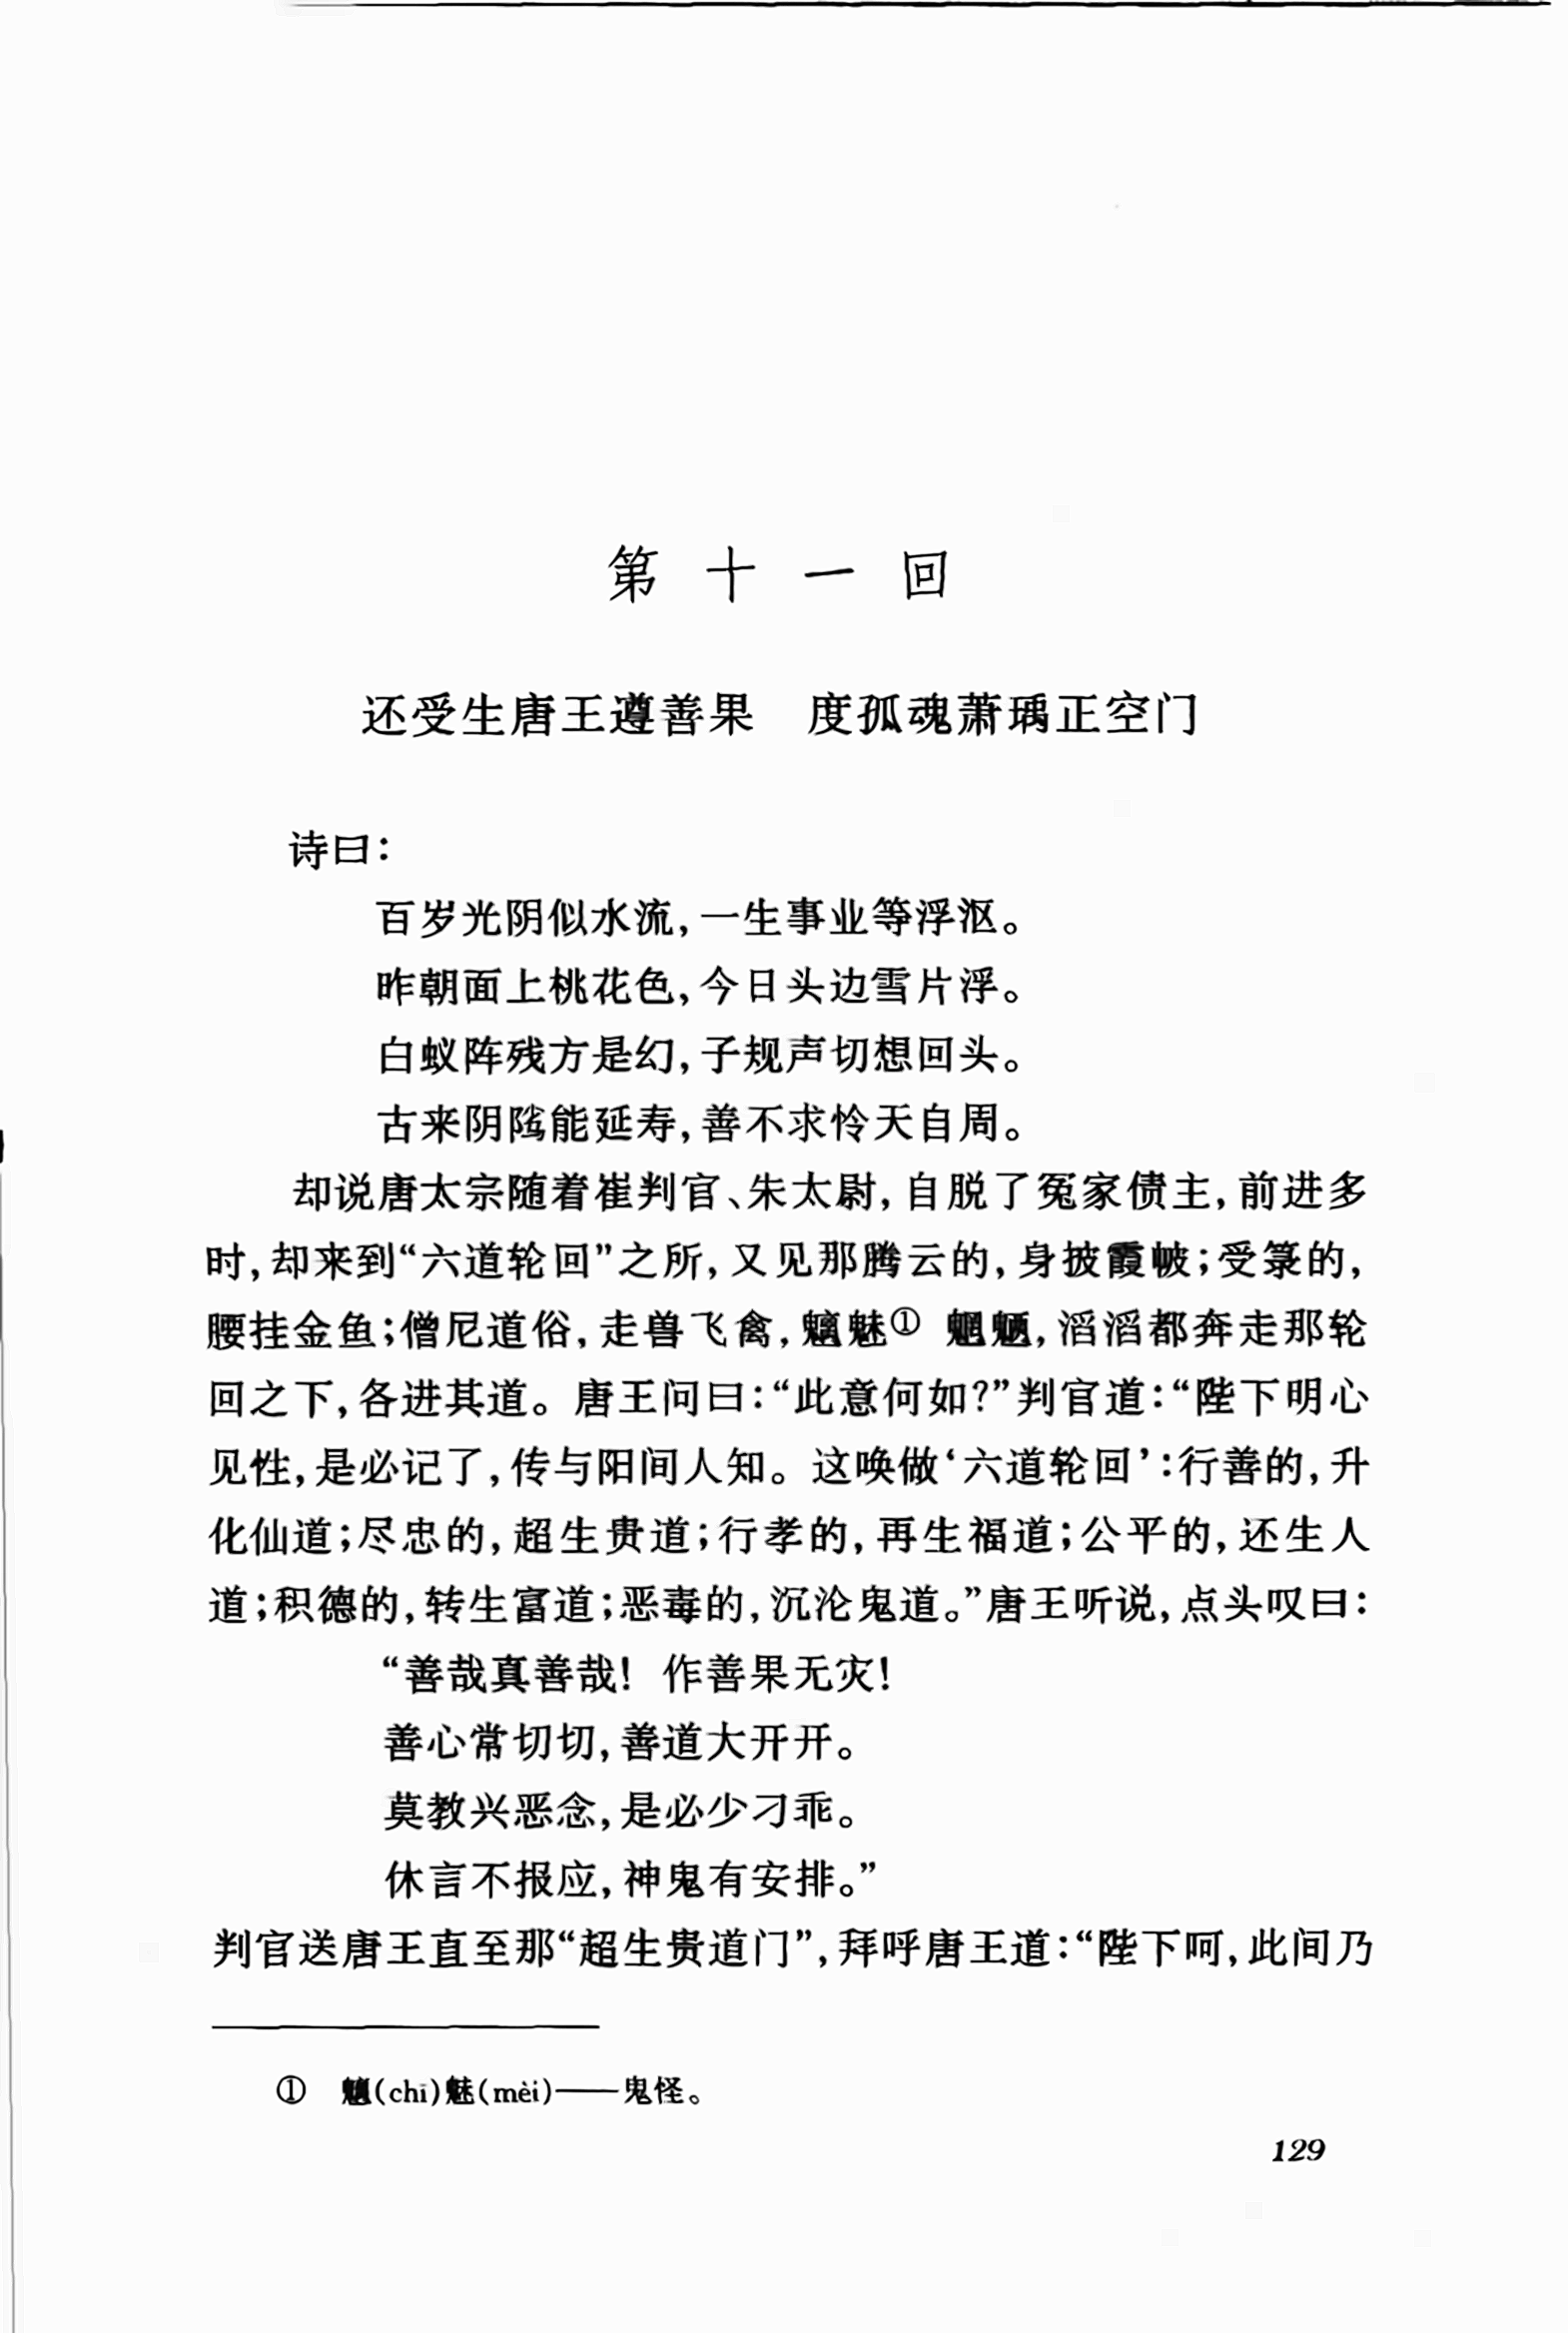 第十一回
还受生唐王遵善果　度孤魂萧瑀正空门
诗曰：
百岁光阴似水流，一生事业等浮沤。
昨朝面上桃花色，今日头边雪片浮。
白蚁阵残方是幻，子规声切想回头。
古来阴骘能延寿，善不求怜天自周。
却说唐太宗随着崔判官、朱太尉，自脱了冤家债主，前进多
时，却来到“六道轮回”之所，又见那腾云的，身披霞帔；受箓的，
腰挂金鱼；僧尼道俗，走兽飞禽，魑魅① 魍魉，滔滔都奔走那轮
回之下，各进其道。唐王问曰：“此意何如？”判官道：“陛下明心
见性，是必记了，传与阳间人知。这唤做‘六道轮回’：行善的，升
化仙道；尽忠的，超生贵道；行孝的，再生福道；公平的，还生人
道；积德的，转生富道；恶毒的，沉沦鬼道。”唐王听说，点头叹曰：
“善哉真善哉！作善果无灾！
善心常切切，善道大开开。
莫教兴恶念，是必少刁乖。
休言不报应，神鬼有安排。”
判官送唐王直至那“超生贵道门”，拜呼唐王道：“陛下呵，此间乃
①　魑(chī)魅(mèi)——鬼怪。
129